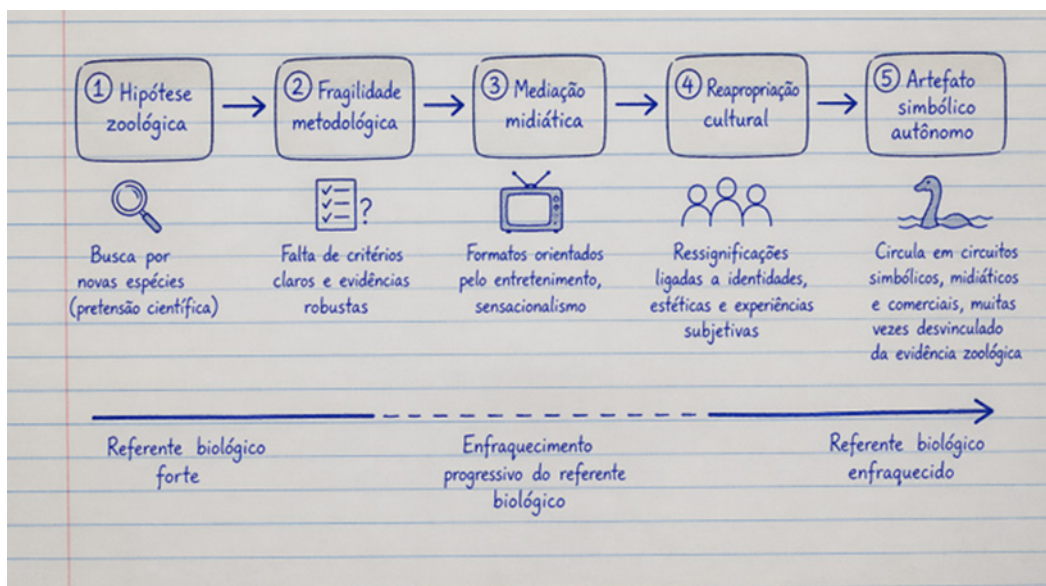 1 Hipótese
zoológica
2 Fragilidade
metodológica
3 Mediação
midiática
4 Reapropriação
cultural
5 Artefato
simbólico
autônomo
Busca por
novas espécies
(pretensão científica)
Falta de critérios
claros e evidências
robustas
?
Formatos orientados
pelo entretenimento,
sensacionalismo
Ressignificações
ligadas a identidades,
estéticas e experiências
subjetivas
Circula em circuitos
simbólicos, midiáticos
e comerciais, muitas
vezes desvinculado
da evidência zoológica
Referente biológico
forte
Enfraquecimento
progressivo do referente
biológico
Referente biológico
enfraquecido